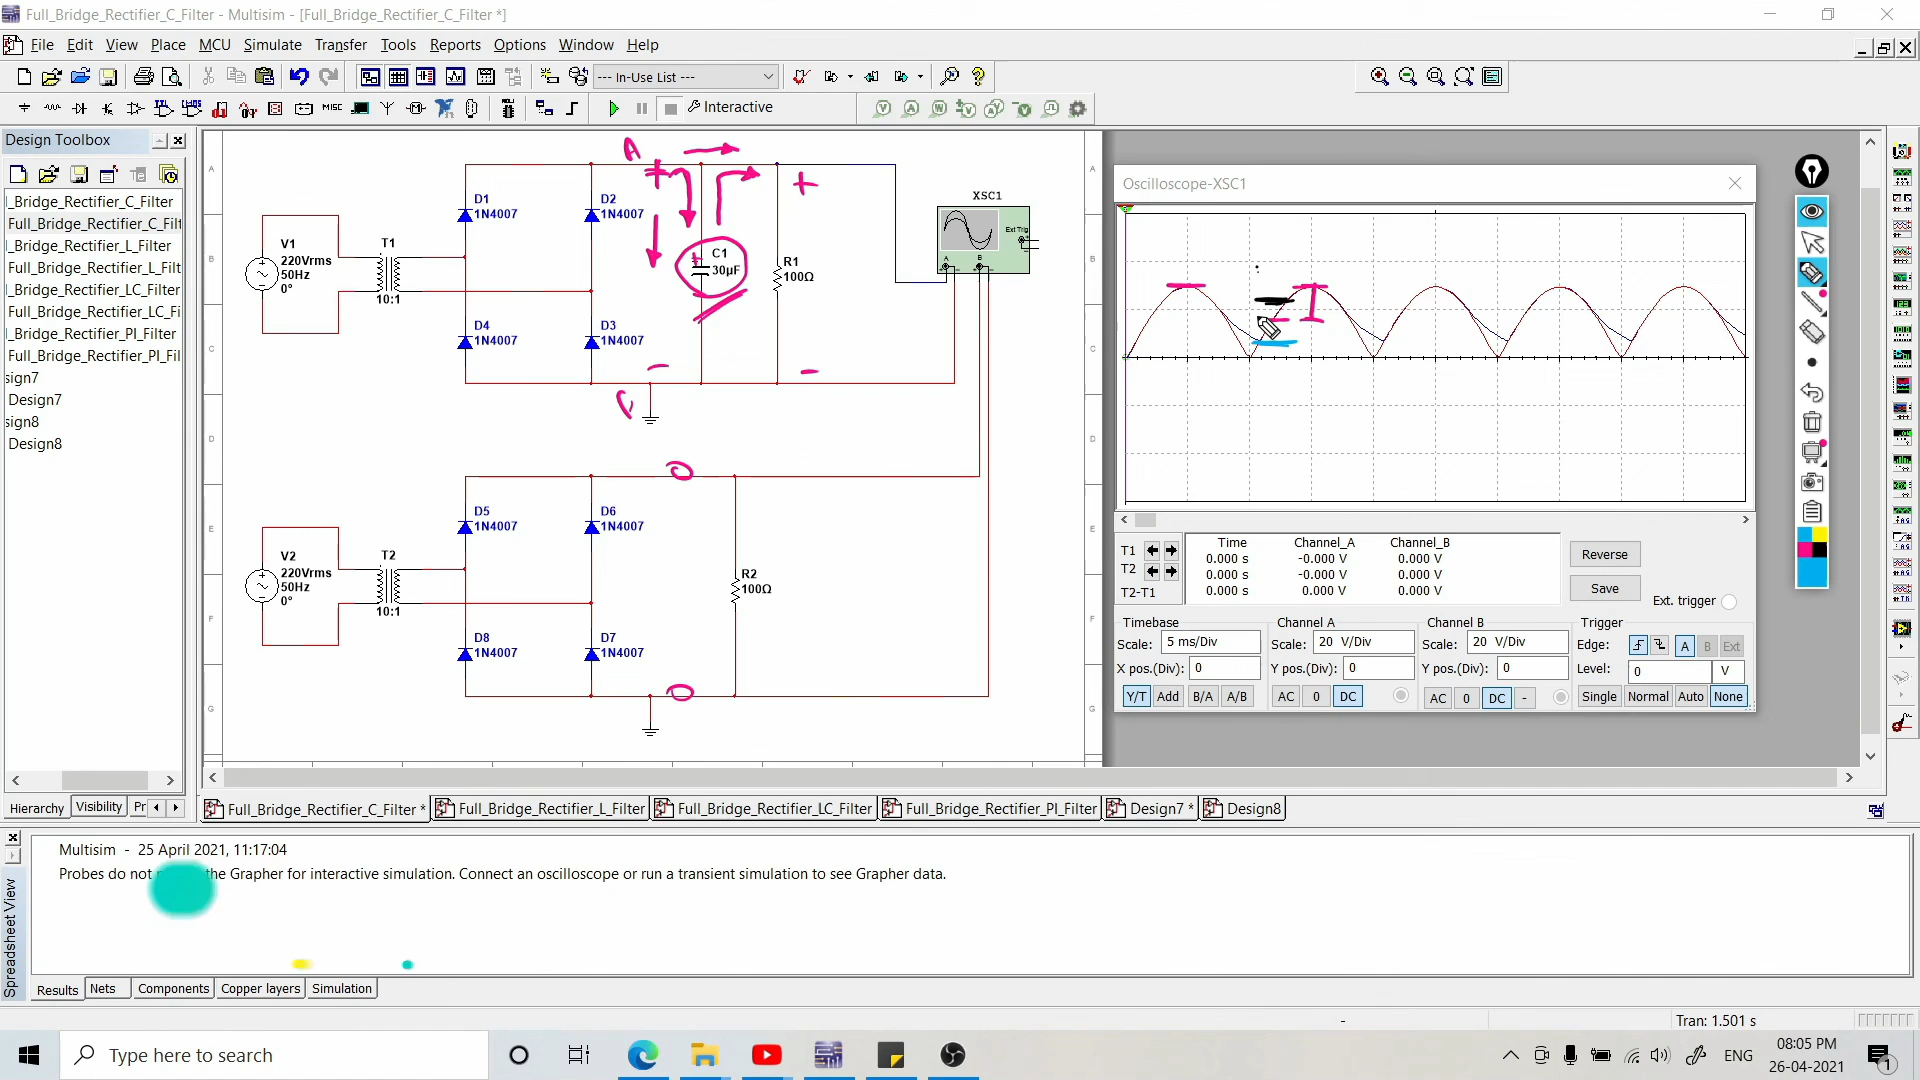 Full_Bridge_Rectifier_C_Filter - Multisim - [Full_Bridge_Rectifier_C_Filter *]
File Edit View Place MCU Simulate Transfer Tools Reports Options Window Help
--- In-Use List ---
MISC
Interactive
Design Toolbox
l_Bridge_Rectifier_C_Filter
Full_Bridge_Rectifier_C_Filt
l_Bridge_Rectifier_L_Filter
Full_Bridge_Rectifier_L_Filt
l_Bridge_Rectifier_LC_Filter
Full_Bridge_Rectifier_LC_Fi
l_Bridge_Rectifier_PI_Filter
Full_Bridge_Rectifier_PI_Fil
sign7
Design7
sign8
Design8
Hierarchy Visibility Pr
A
+
D1
1N4007
D2
1N4007
V1
220Vrms
50Hz
0°
T1
10:1
C1
30µF
R1
100Ω
D4
1N4007
D3
1N4007
XSC1
Ext Trig
A B
V2
220Vrms
50Hz
0°
T2
10:1
D5
1N4007
D6
1N4007
R2
100Ω
D8
1N4007
D7
1N4007
Oscilloscope-XSC1
T1
T2
T2-T1
Time Channel_A Channel_B
0.000 s -0.000 V 0.000 V
0.000 s -0.000 V 0.000 V
0.000 s 0.000 V 0.000 V
Reverse
Save
Ext. trigger
Timebase
Scale: 5 ms/Div
X pos.(Div): 0
Y/T Add B/A A/B
Channel A
Scale: 20 V/Div
Y pos.(Div): 0
AC 0 DC
Channel B
Scale: 20 V/Div
Y pos.(Div): 0
AC 0 DC -
Trigger
Edge: A B Ext
Level: 0 V
Single Normal Auto None
Full_Bridge_Rectifier_C_Filter * Full_Bridge_Rectifier_L_Filter Full_Bridge_Rectifier_LC_Filter Full_Bridge_Rectifier_PI_Filter Design7 * Design8
Spreadsheet View
Multisim - 25 April 2021, 11:17:04
Probes do not the Grapher for interactive simulation. Connect an oscilloscope or run a transient simulation to see Grapher data.
Results Nets Components Copper layers Simulation
- Tran: 1.501 s
Type here to search
ENG
08:05 PM
26-04-2021
1